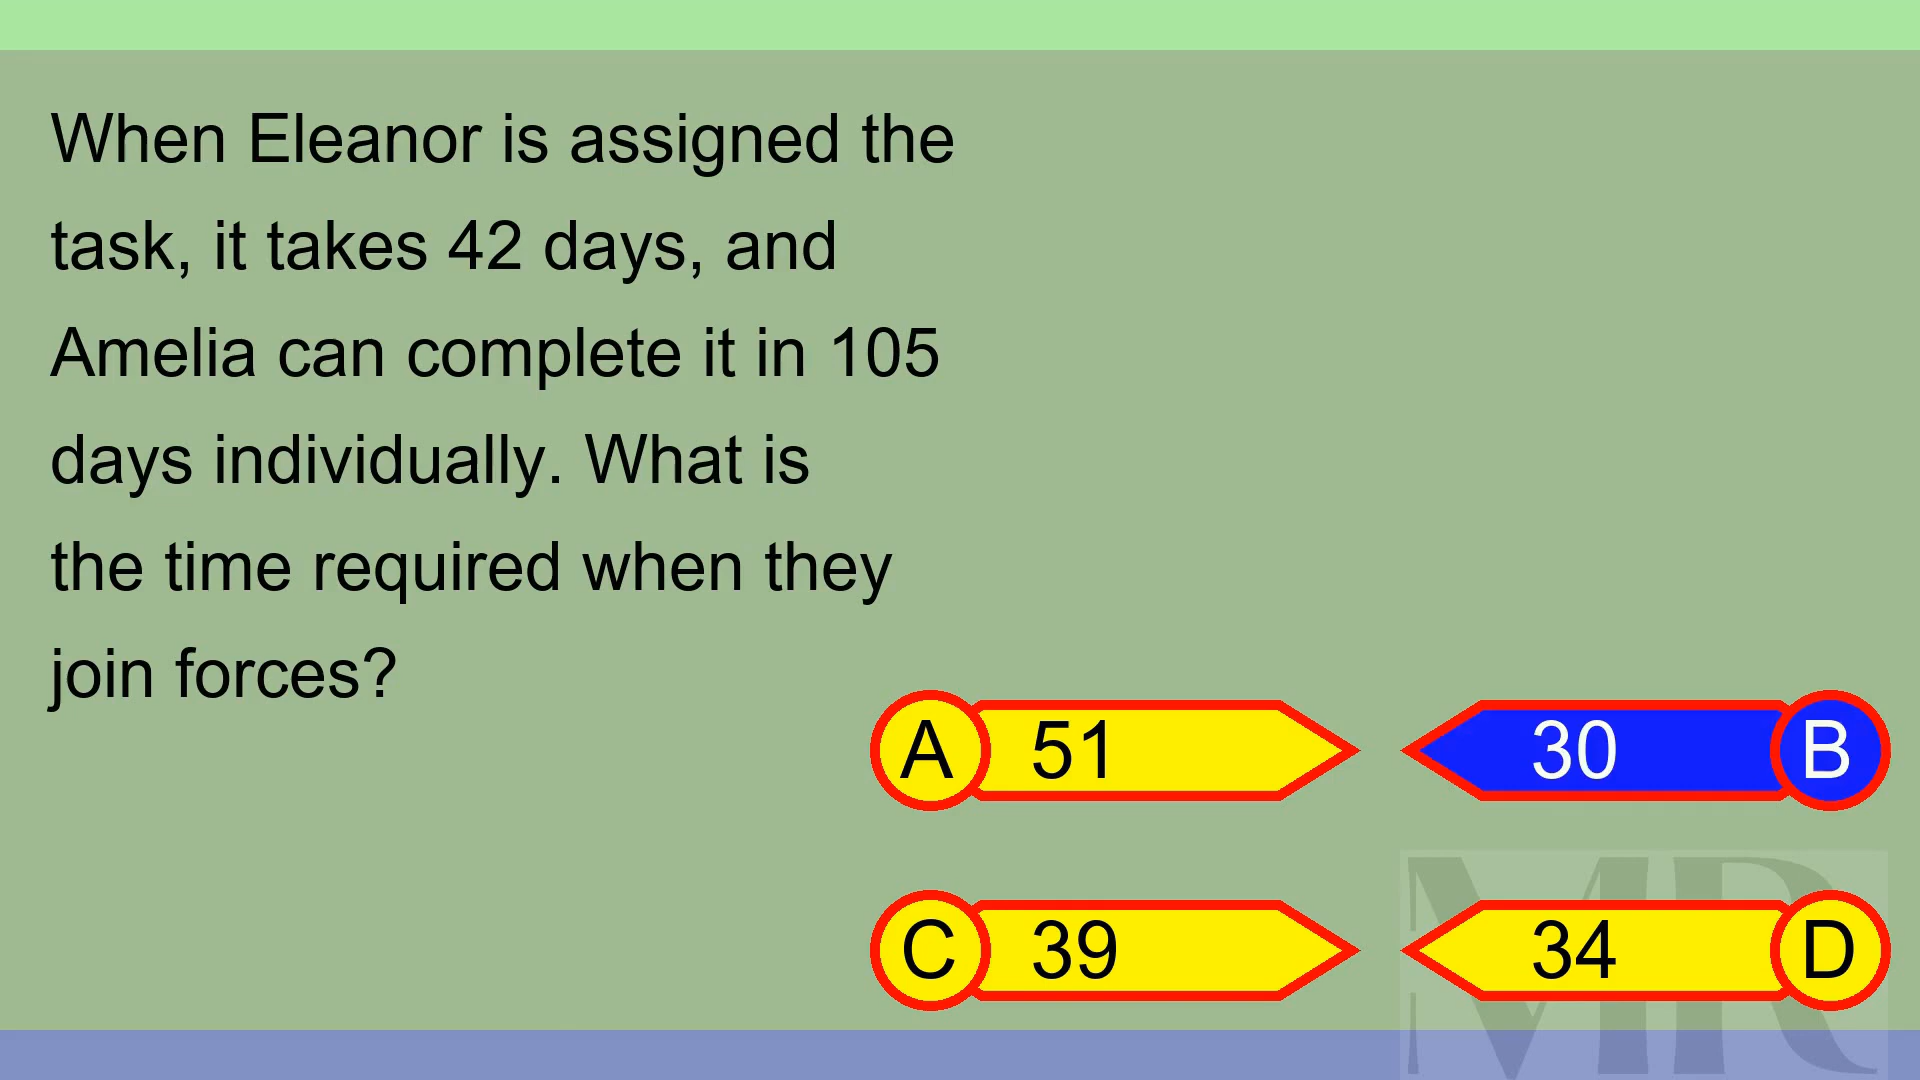 When Eleanor is assigned the
task, it takes 42 days, and
Amelia can complete it in 105
days individually. What is
the time required when they
join forces?
A 51
30 B
C 39
34 D
MR